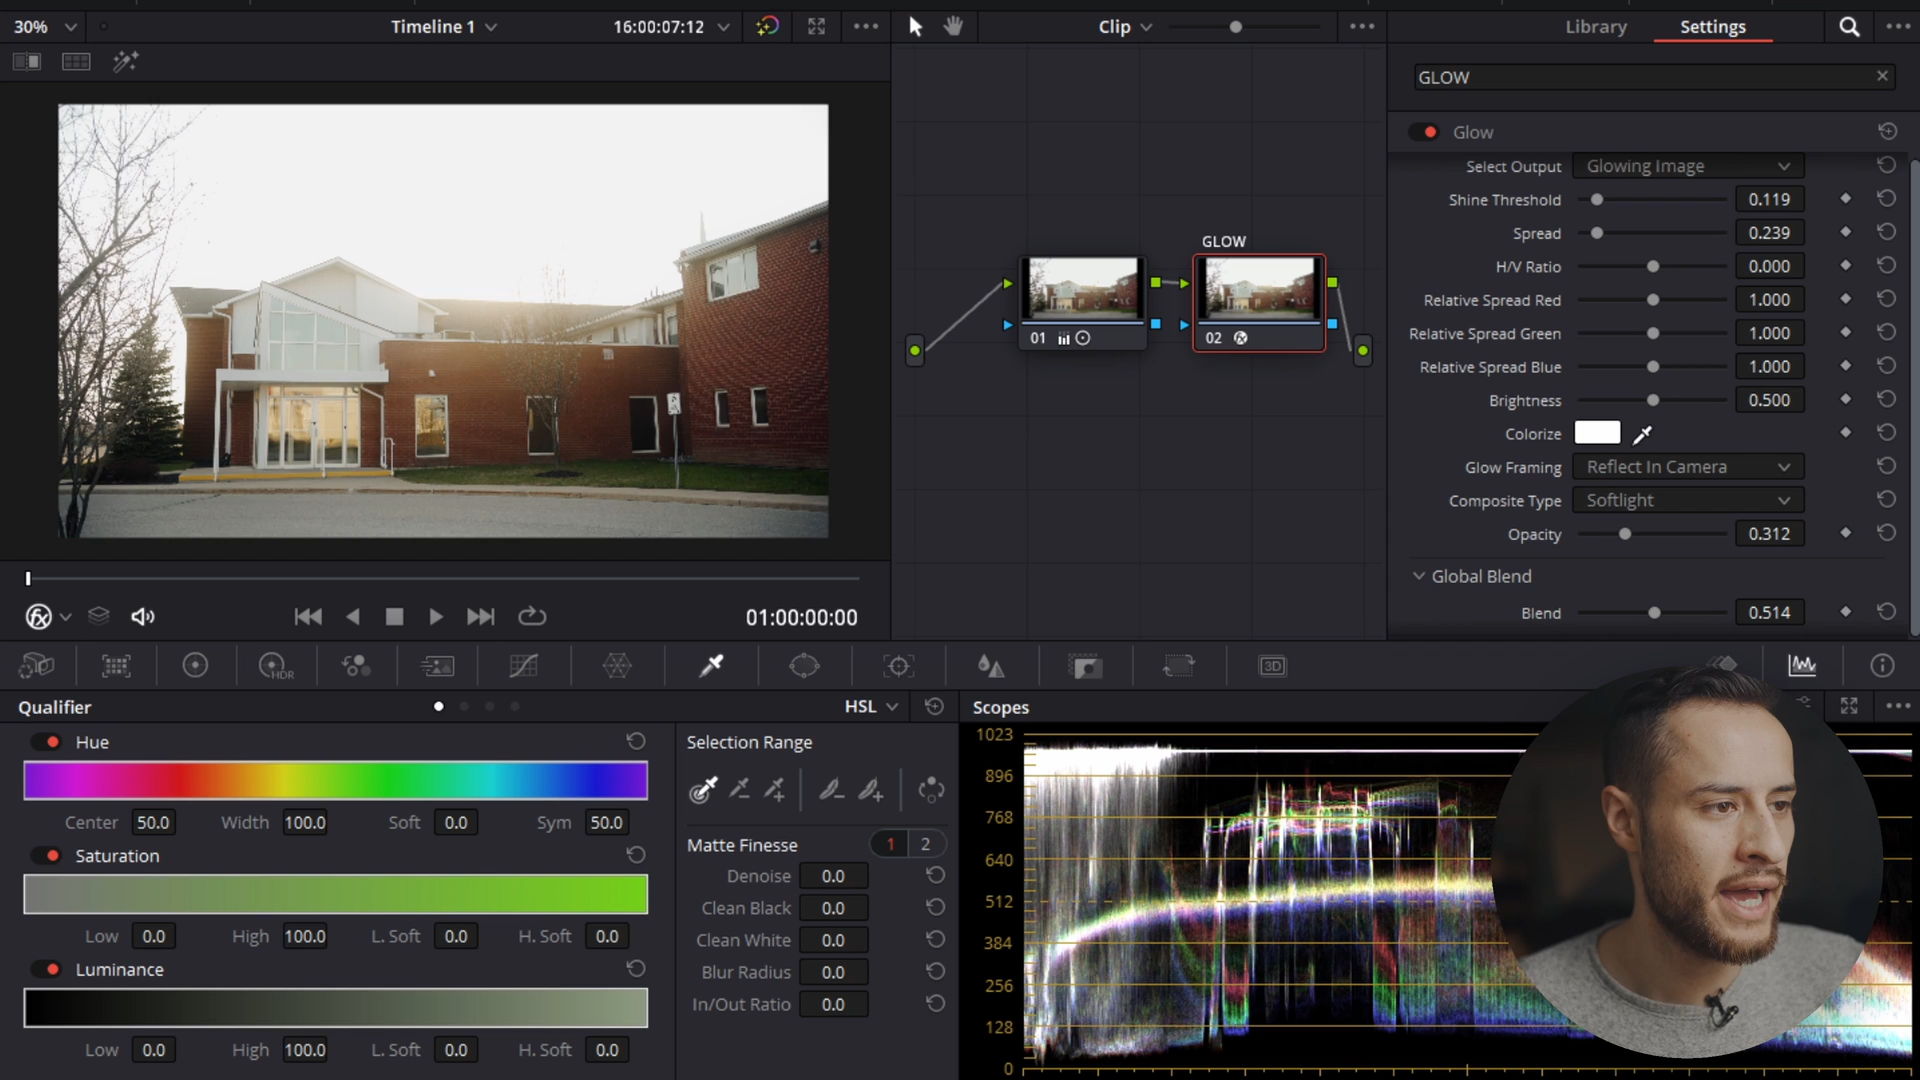 30%
Timeline 1
16:00:07:12
Clip
Library
Settings
GLOW
Glow
Select Output
Glowing Image
Shine Threshold
0.119
Spread
0.239
H/V Ratio
0.000
Relative Spread Red
1.000
Relative Spread Green
1.000
Relative Spread Blue
1.000
Brightness
0.500
Colorize
Glow Framing
Reflect In Camera
Composite Type
Softlight
Opacity
0.312
Global Blend
Blend
0.514
GLOW
01
02
fx
01:00:00:00
HDR
3D
Qualifier
HSL
Hue
Center 50.0 Width 100.0 Soft 0.0 Sym 50.0
Saturation
Low 0.0 High 100.0 L. Soft 0.0 H. Soft 0.0
Luminance
Low 0.0 High 100.0 L. Soft 0.0 H. Soft 0.0
Selection Range
Matte Finesse
1 2
Denoise 0.0
Clean Black 0.0
Clean White 0.0
Blur Radius 0.0
In/Out Ratio 0.0
Scopes
1023
896
768
640
512
384
256
128
0